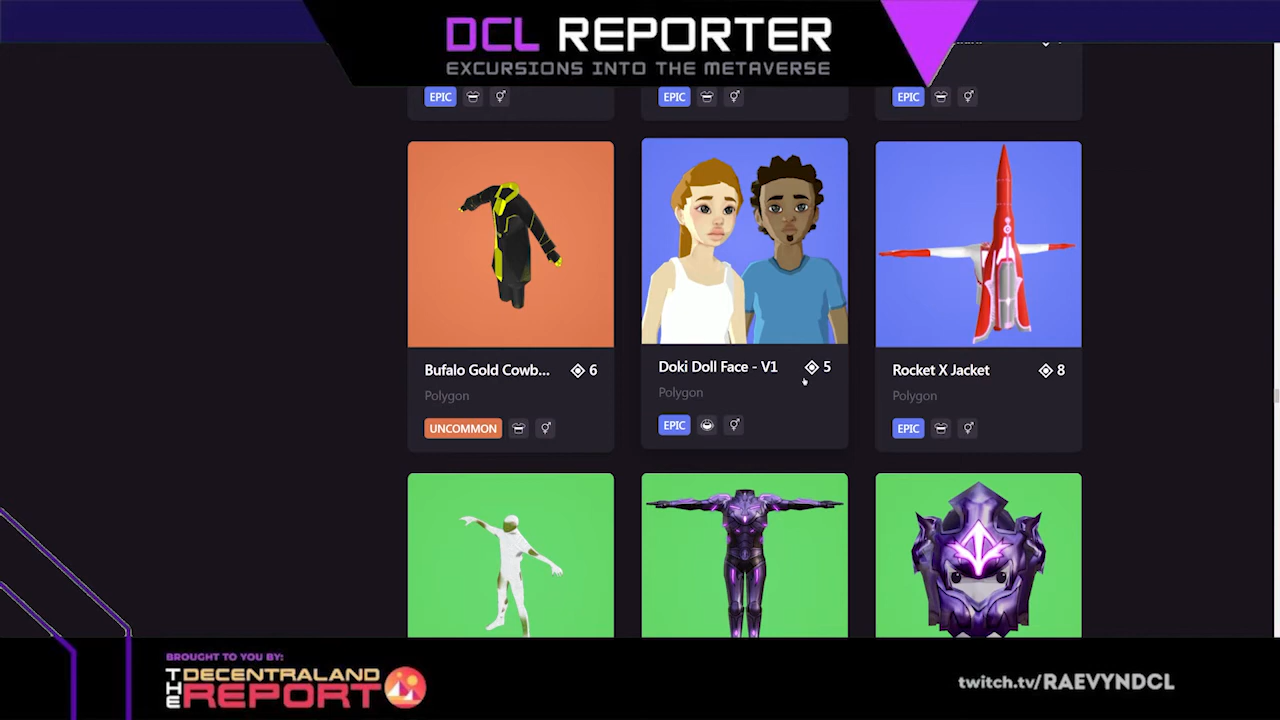 DCL REPORTER
EXCURSIONS INTO THE METAVERSE
EPIC
EPIC
EPIC
Bufalo Gold Cowb... 6
Polygon
UNCOMMON
Doki Doll Face - V1 5
Polygon
EPIC
Rocket X Jacket 8
Polygon
EPIC
BROUGHT TO YOU BY:
THE DECENTRALAND
REPORT
twitch.tv/RAEVYNDCL